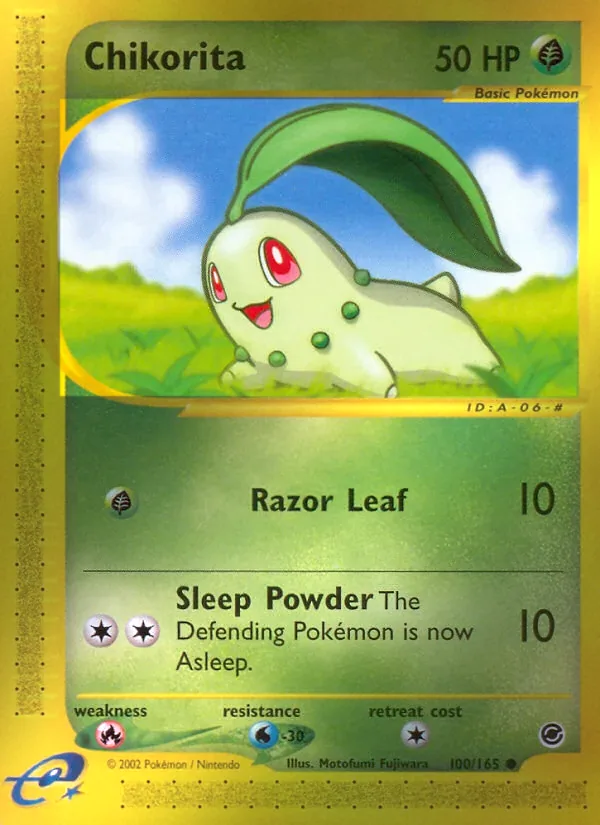 Chikorita 50 HP
Basic Pokémon
ID:A-06-#
Razor Leaf 10
Sleep Powder The
Defending Pokémon is now 10
Asleep.
weakness resistance retreat cost
-30
© 2002 Pokémon / Nintendo Illus. Motofumi Fujiwara 100/165
e